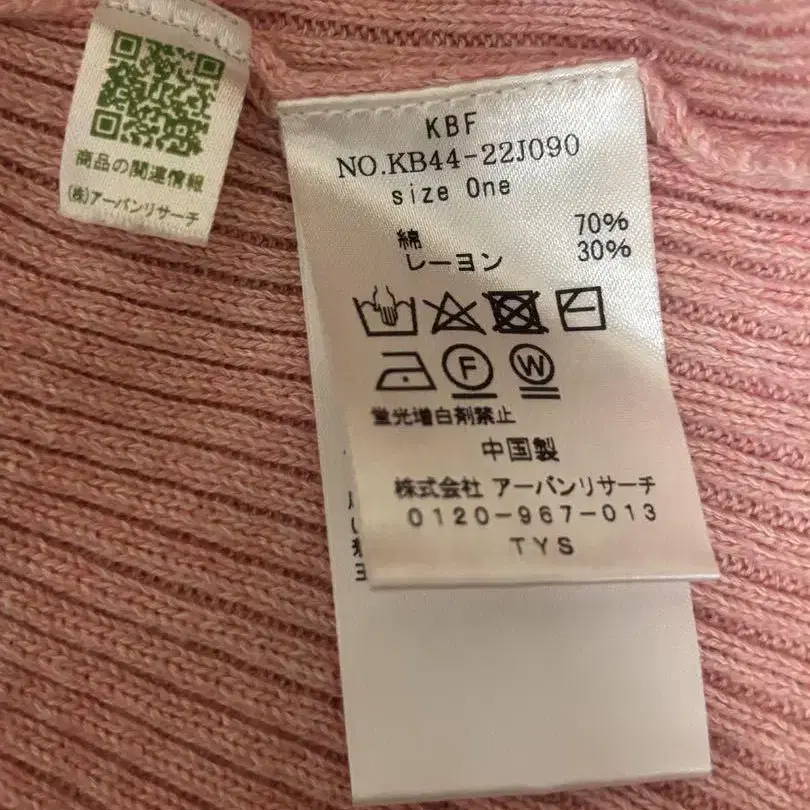 商品の関連情報
(株)アーバンリサーチ
KBF
NO.KB44-22J090
size One
綿 70%
レーヨン 30%
F W
蛍光増白剤禁止
中国製
株式会社 アーバンリサーチ
0120-967-013
TYS